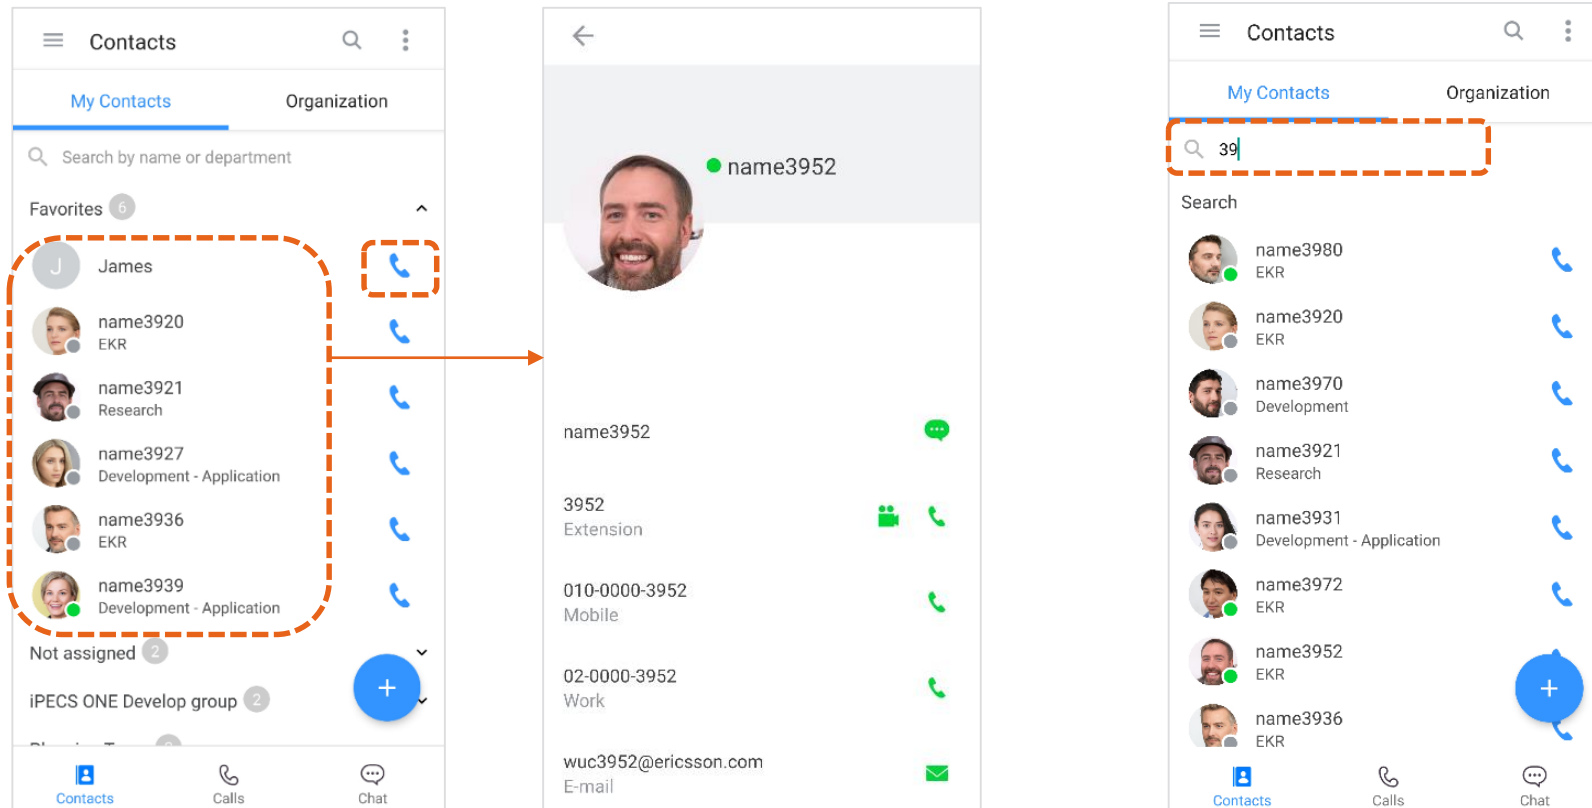 Contacts
My Contacts
Organization
Search by name or department
Favorites 6
J
James
name3920
EKR
name3921
Research
name3927
Development - Application
name3936
EKR
name3939
Development - Application
Not assigned 2
iPECS ONE Develop group 2
Contacts
Calls
Chat
name3952
name3952
3952
Extension
010-0000-3952
Mobile
02-0000-3952
Work
wuc3952@ericsson.com
E-mail
Contacts
My Contacts
Organization
39
Search
name3980
EKR
name3920
EKR
name3970
Development
name3921
Research
name3931
Development - Application
name3972
EKR
name3952
EKR
name3936
EKR
Contacts
Calls
Chat